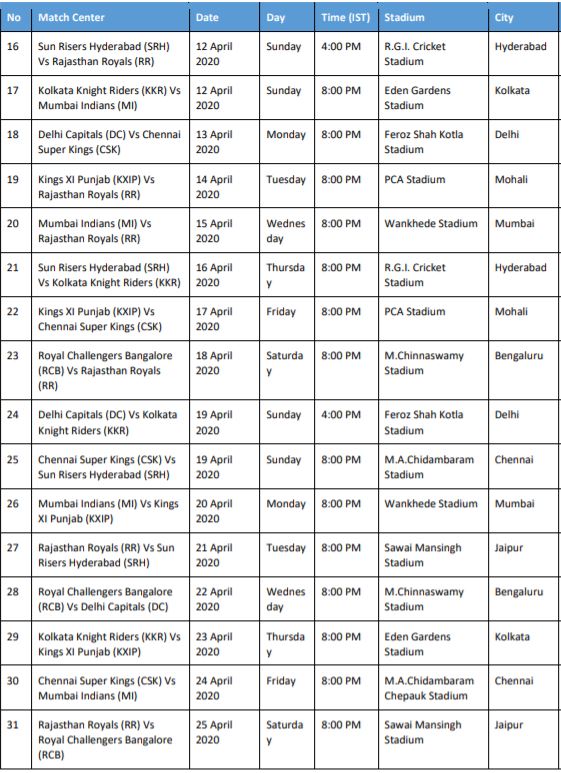 No Match Center Date Day Time (IST) Stadium City
16 Sun Risers Hyderabad (SRH) 12 April Sunday 4:00 PM R.G.I. Cricket Hyderabad
Vs Rajasthan Royals (RR) 2020 Stadium
17 Kolkata Knight Riders (KKR) Vs 12 April Sunday 8:00 PM Eden Gardens Kolkata
Mumbai Indians (MI) 2020 Stadium
18 Delhi Capitals (DC) Vs Chennai 13 April Monday 8:00 PM Feroz Shah Kotla Delhi
Super Kings (CSK) 2020 Stadium
19 Kings XI Punjab (KXIP) Vs 14 April Tuesday 8:00 PM PCA Stadium Mohali
Rajasthan Royals (RR) 2020
20 Mumbai Indians (MI) Vs 15 April Wednes 8:00 PM Wankhede Stadium Mumbai
Rajasthan Royals (RR) 2020 day
21 Sun Risers Hyderabad (SRH) 16 April Thursda 8:00 PM R.G.I. Cricket Hyderabad
Vs Kolkata Knight Riders (KKR) 2020 y Stadium
22 Kings XI Punjab (KXIP) Vs 17 April Friday 8:00 PM PCA Stadium Mohali
Chennai Super Kings (CSK) 2020
23 Royal Challengers Bangalore 18 April Saturda 8:00 PM M.Chinnaswamy Bengaluru
(RCB) Vs Rajasthan Royals 2020 y Stadium
(RR)
24 Delhi Capitals (DC) Vs Kolkata 19 April Sunday 4:00 PM Feroz Shah Kotla Delhi
Knight Riders (KKR) 2020 Stadium
25 Chennai Super Kings (CSK) Vs 19 April Sunday 8:00 PM M.A.Chidambaram Chennai
Sun Risers Hyderabad (SRH) 2020 Stadium
26 Mumbai Indians (MI) Vs Kings 20 April Monday 8:00 PM Wankhede Stadium Mumbai
XI Punjab (KXIP) 2020
27 Rajasthan Royals (RR) Vs Sun 21 April Tuesday 8:00 PM Sawai Mansingh Jaipur
Risers Hyderabad (SRH) 2020 Stadium
28 Royal Challengers Bangalore 22 April Wednes 8:00 PM M.Chinnaswamy Bengaluru
(RCB) Vs Delhi Capitals (DC) 2020 day Stadium
29 Kolkata Knight Riders (KKR) Vs 23 April Thursda 8:00 PM Eden Gardens Kolkata
Kings XI Punjab (KXIP) 2020 y Stadium
30 Chennai Super Kings (CSK) Vs 24 April Friday 8:00 PM M.A.Chidambaram Chennai
Mumbai Indians (MI) 2020 Chepauk Stadium
31 Rajasthan Royals (RR) Vs 25 April Saturda 8:00 PM Sawai Mansingh Jaipur
Royal Challengers Bangalore 2020 y Stadium
(RCB)